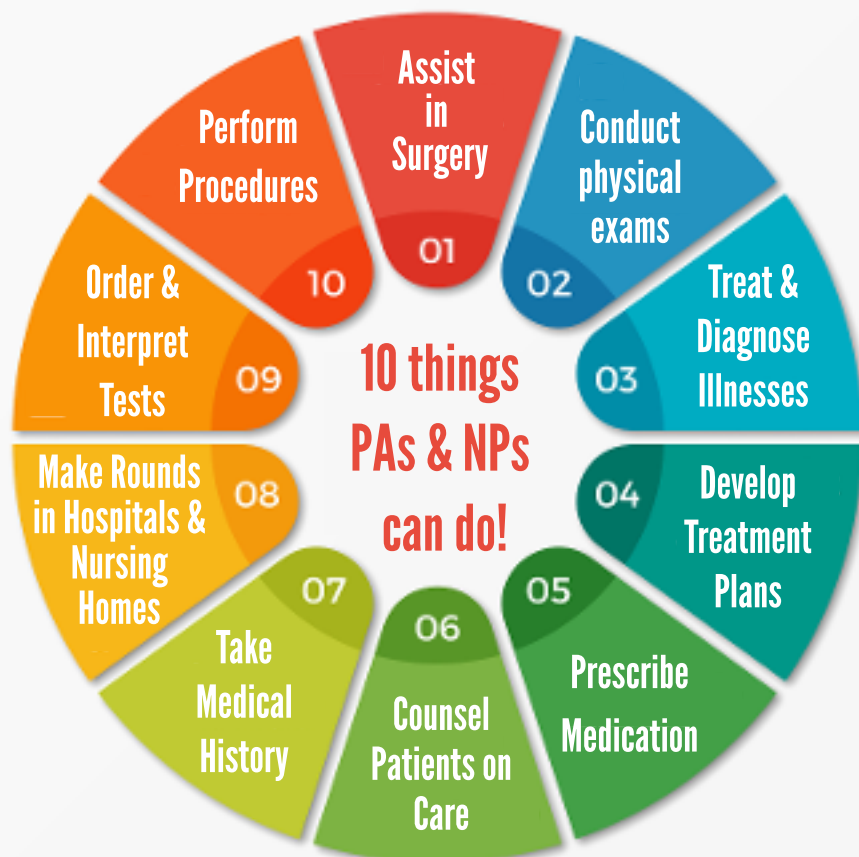 10 things
PAs & NPs
can do!
Assist
in
Surgery
01
Conduct
physical
exams
02
Treat &
Diagnose
Illnesses
03
Develop
Treatment
Plans
04
Prescribe
Medication
05
Counsel
Patients on
Care
06
Take
Medical
History
07
Make Rounds
in Hospitals &
Nursing
Homes
08
Order &
Interpret
Tests
09
Perform
Procedures
10